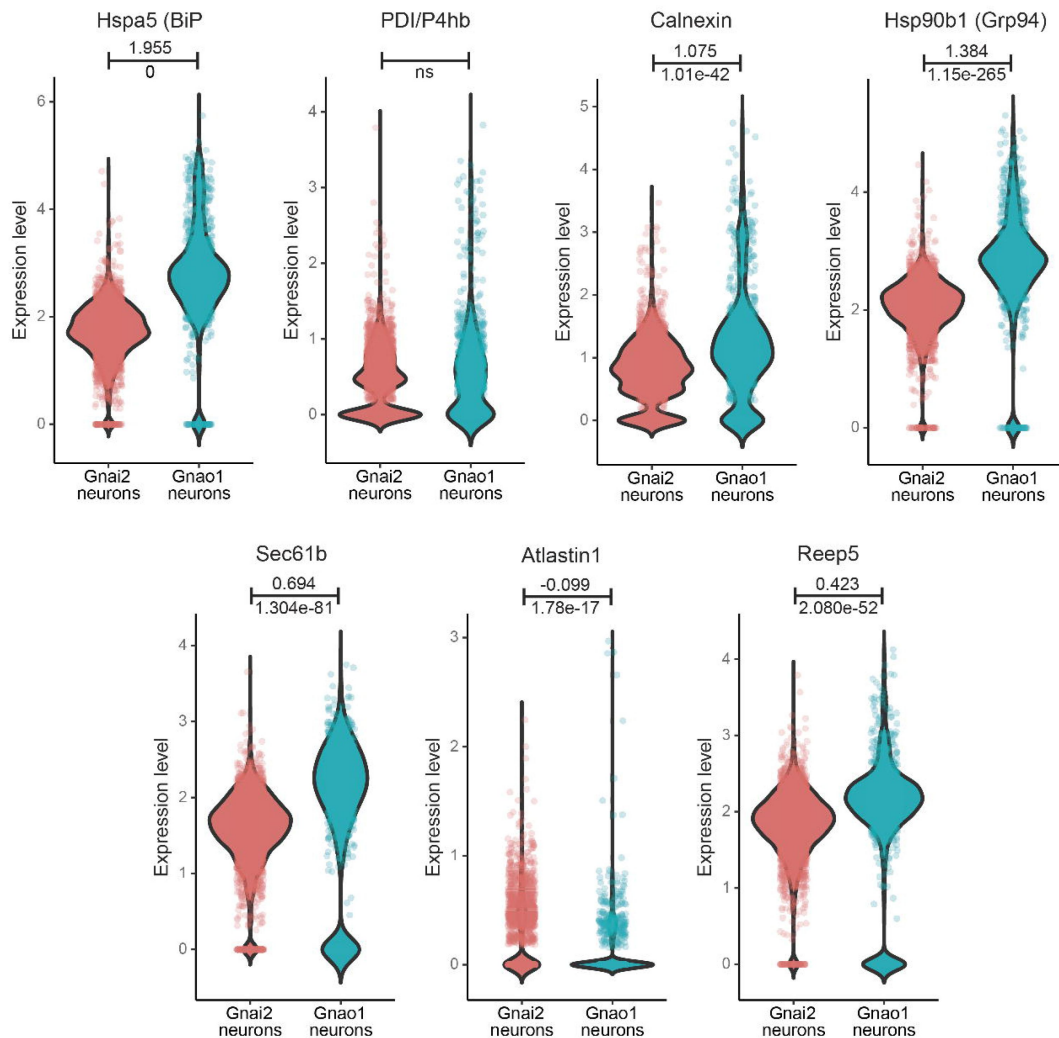 Hspa5 (BiP
1.955
0
Expression level
6
4
2
0
Gnai2 neurons
Gnao1 neurons
PDI/P4hb
ns
Expression level
4
3
2
1
0
Gnai2 neurons
Gnao1 neurons
Calnexin
1.075
1.01e-42
Expression level
5
4
3
2
1
0
Gnai2 neurons
Gnao1 neurons
Hsp90b1 (Grp94)
1.384
1.15e-265
Expression level
4
2
0
Gnai2 neurons
Gnao1 neurons
Sec61b
0.694
1.304e-81
Expression level
4
3
2
1
0
Gnai2 neurons
Gnao1 neurons
Atlastin1
-0.099
1.78e-17
Expression level
3
2
1
0
Gnai2 neurons
Gnao1 neurons
Reep5
0.423
2.080e-52
Expression level
4
3
2
1
0
Gnai2 neurons
Gnao1 neurons